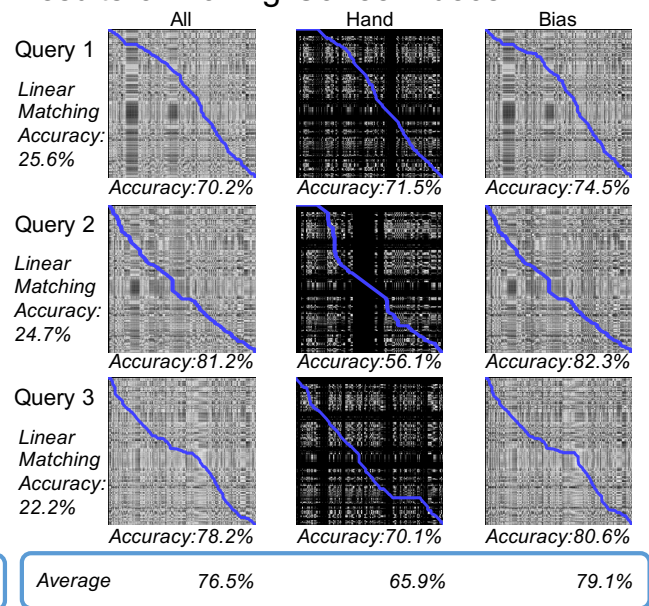 All Hand Bias
Query 1
Linear
Matching
Accuracy:
25.6%
Accuracy:70.2% Accuracy:71.5% Accuracy:74.5%
Query 2
Linear
Matching
Accuracy:
24.7%
Accuracy:81.2% Accuracy:56.1% Accuracy:82.3%
Query 3
Linear
Matching
Accuracy:
22.2%
Accuracy:78.2% Accuracy:70.1% Accuracy:80.6%
Average 76.5% 65.9% 79.1%